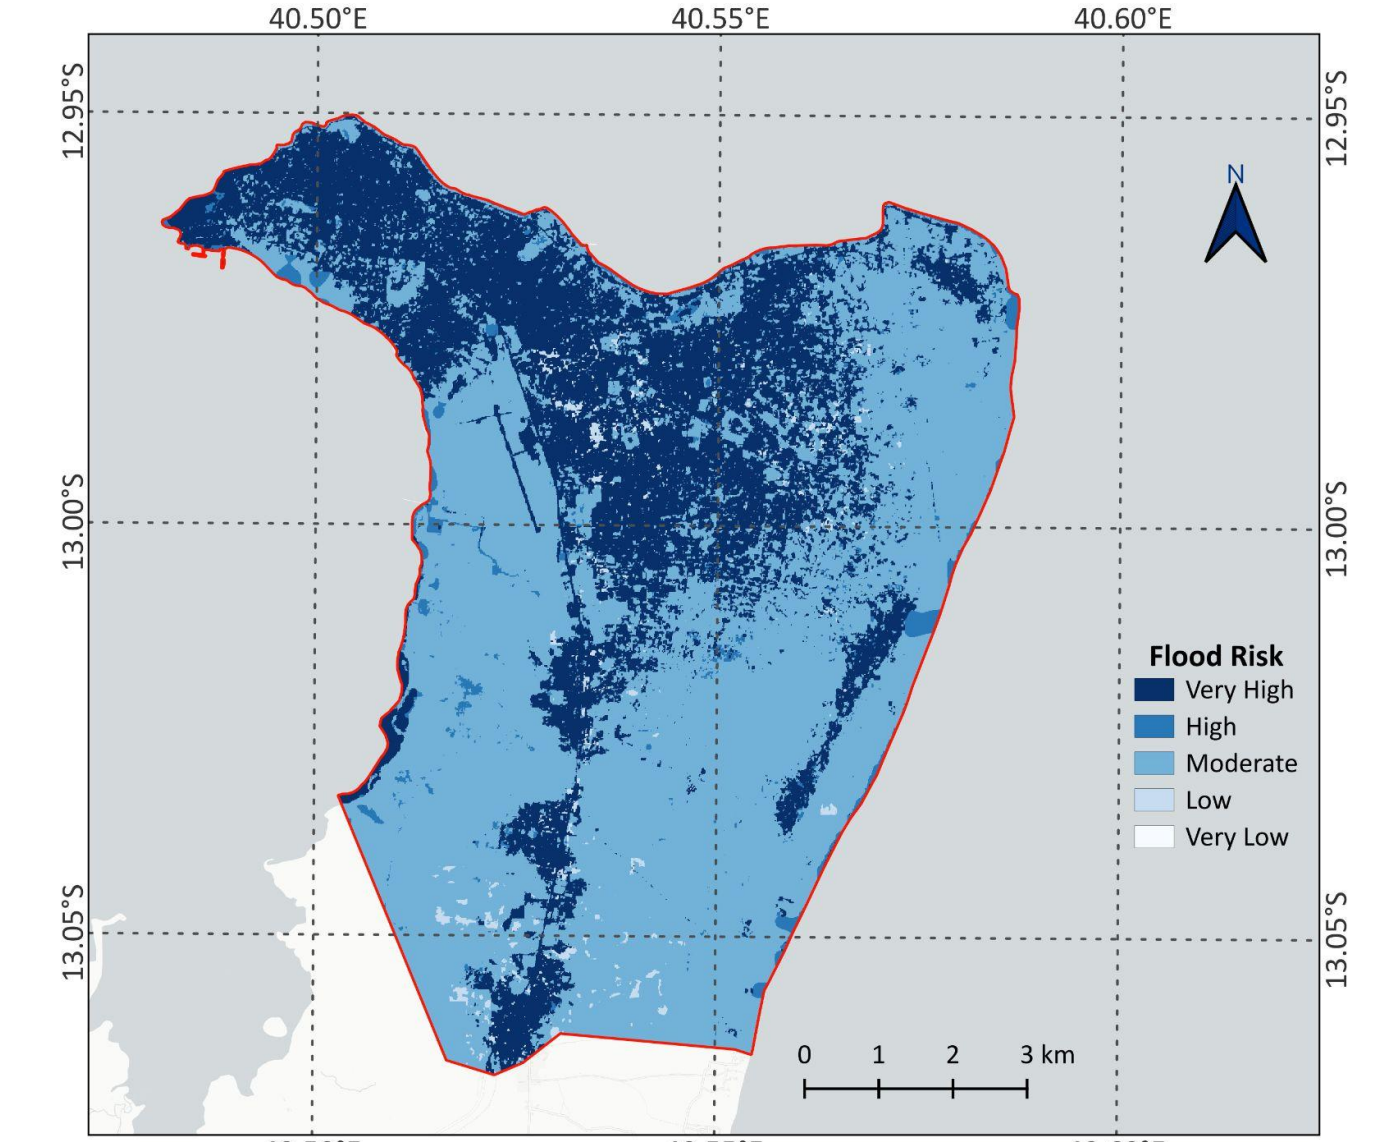 40.50°E 40.55°E 40.60°E
12.95°S 12.95°S
N
13.00°S 13.00°S
Flood Risk
Very High
High
Moderate
Low
Very Low
13.05°S 13.05°S
0 1 2 3 km